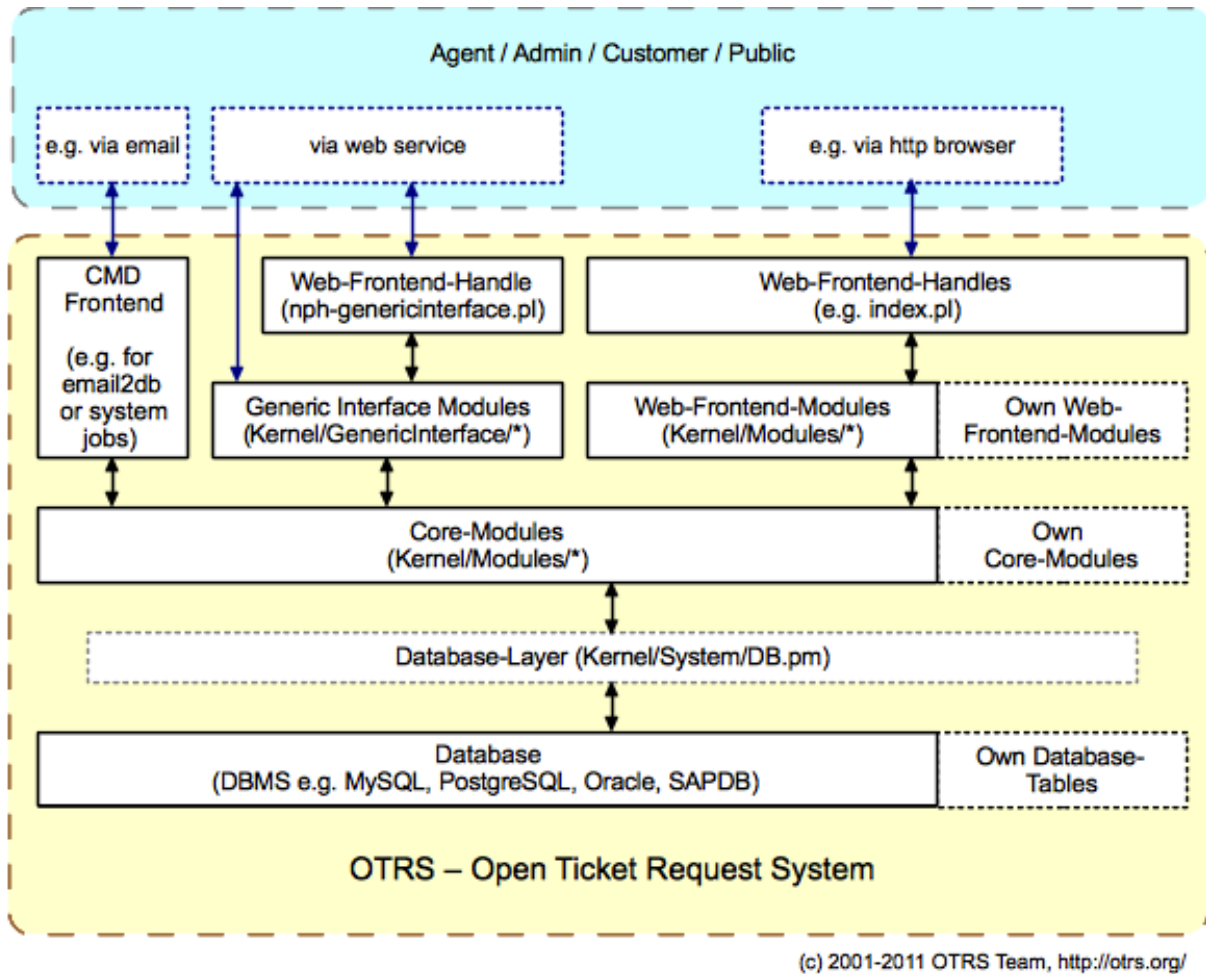 Agent / Admin / Customer / Public
e.g. via email
via web service
e.g. via http browser
CMD
Frontend
(e.g. for
email2db
or system
jobs)
Web-Frontend-Handle
(nph-genericinterface.pl)
Web-Frontend-Handles
(e.g. index.pl)
Generic Interface Modules
(Kernel/GenericInterface/*)
Web-Frontend-Modules
(Kernel/Modules/*)
Own Web-
Frontend-Modules
Core-Modules
(Kernel/Modules/*)
Own
Core-Modules
Database-Layer (Kernel/System/DB.pm)
Database
(DBMS e.g. MySQL, PostgreSQL, Oracle, SAPDB)
Own Database-
Tables
OTRS – Open Ticket Request System
(c) 2001-2011 OTRS Team, http://otrs.org/